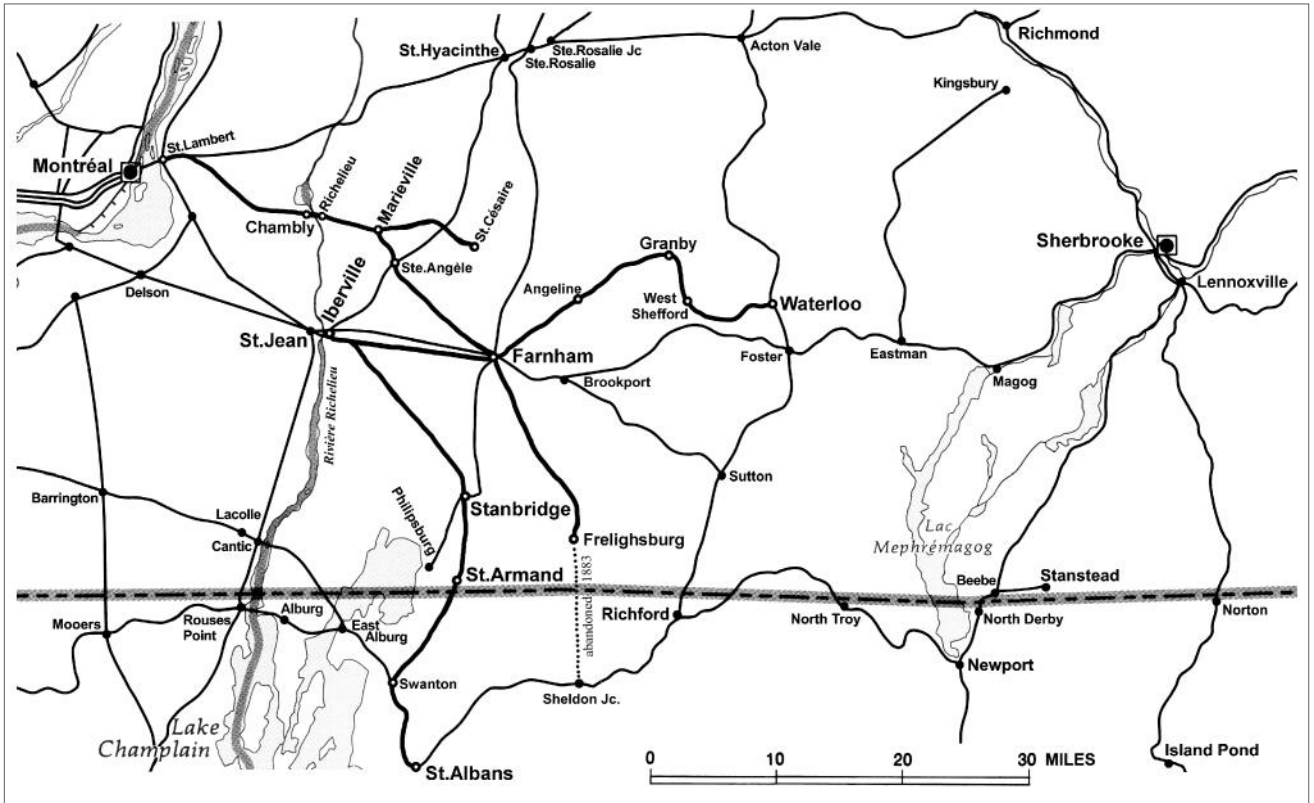 Richmond
St.Hyacinthe
Ste.Rosalie Jc
Ste.Rosalie
Acton Vale
Kingsbury
St.Lambert
Montréal
Richelieu
Marieville
St.Césaire
Chambly
Granby
Sherbrooke
Ste.Angèle
Iberville
Delson
Angeline
West
Shefford
Waterloo
Lennoxville
St.Jean
Farnham
Foster
Eastman
Brookport
Magog
Rivière Richelieu
Sutton
Barrington
Philipsburg
Stanbridge
Lacolle
Cantic
Lac
Mephrémagog
Frelighsburg
St.Armand
Beebe
Stanstead
abandoned 1883
Mooers
Rouses
Point
Alburg
East
Alburg
Richford
North Troy
North Derby
Norton
Newport
Swanton
Sheldon Jc.
Lake
Champlain
St.Albans
Island Pond
0 10 20 30 MILES